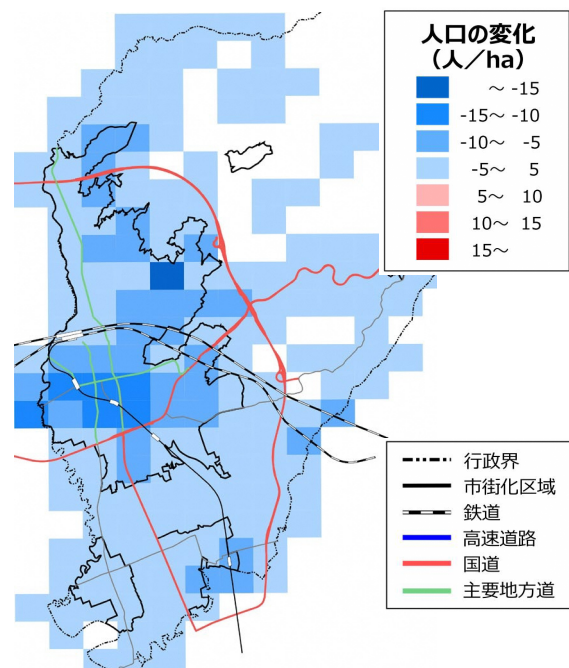 人口の変化
(人/ha)
～ -15
-15～ -10
-10～ -5
-5～ 5
5～ 10
10～ 15
15～
行政界
市街化区域
鉄道
高速道路
国道
主要地方道